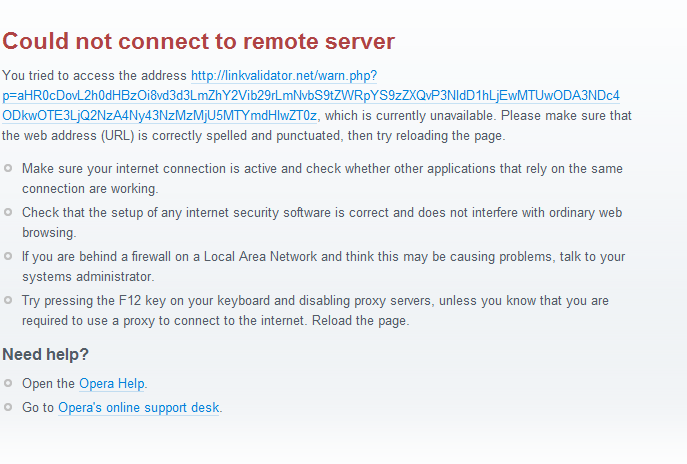 Could not connect to remote server
You tried to access the address http://linkvalidator.net/warn.php?
p=aHR0cDovL2h0dHBzOi8vd3d3LmZhY2Vib29rLmNvbS9tZWRpYS9zZXQvP3NldD1hLjEwMTUwODA3NDc4
ODkwOTE3LjQ2NzA4Ny43NzMzMjU5MTYmdHlwZT0z, which is currently unavailable. Please make sure that
the web address (URL) is correctly spelled and punctuated, then try reloading the page.
Make sure your internet connection is active and check whether other applications that rely on the same
connection are working.
Check that the setup of any internet security software is correct and does not interfere with ordinary web
browsing.
If you are behind a firewall on a Local Area Network and think this may be causing problems, talk to your
systems administrator.
Try pressing the F12 key on your keyboard and disabling proxy servers, unless you know that you are
required to use a proxy to connect to the internet. Reload the page.
Need help?
Open the Opera Help.
Go to Opera's online support desk.